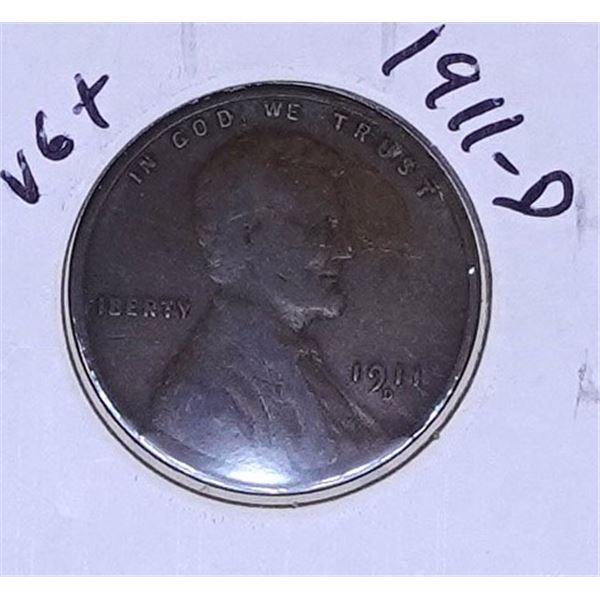 VG+
1911-D
IN GOD WE TRUST
LIBERTY
1911
D